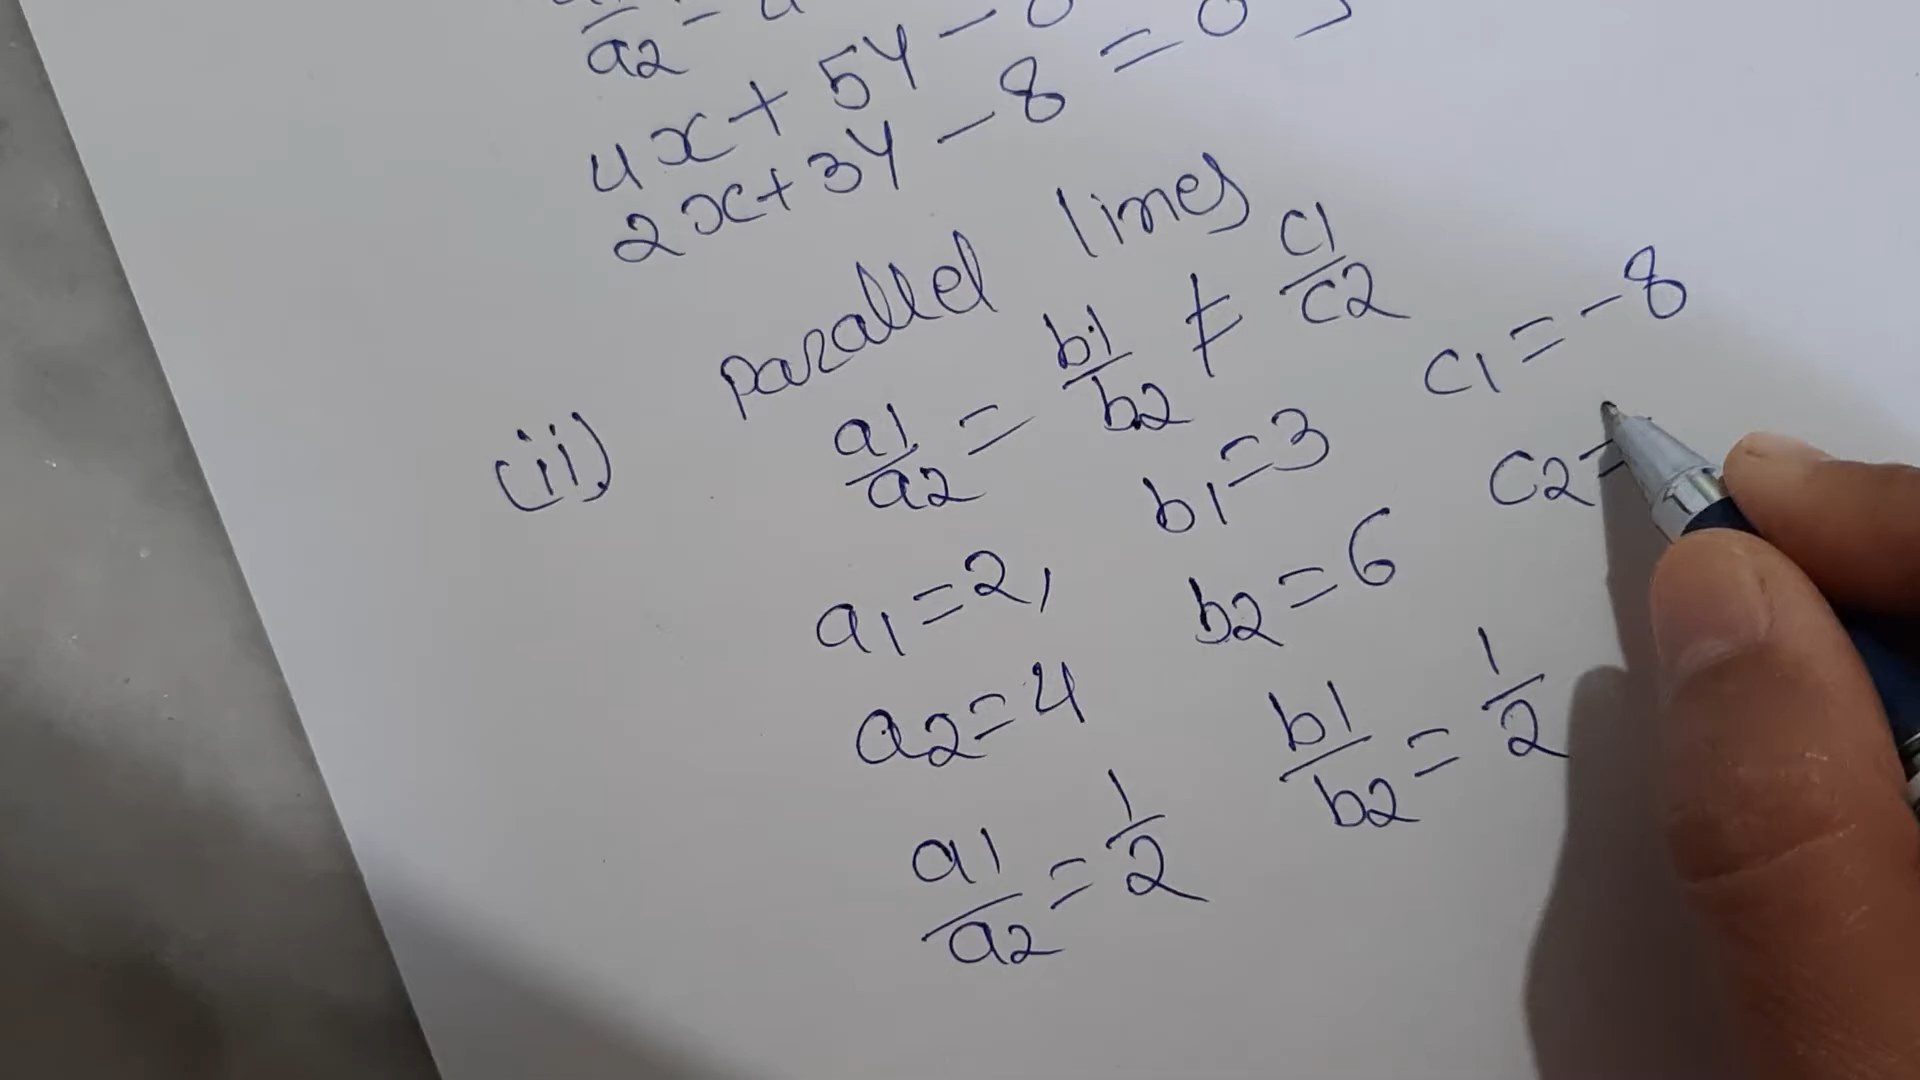 a2
4x + 5y - 
2x + 3y - 8 = 0
(ii) parallel lines
a1/a2 = b1/b2 ≠ c1/c2
a1 = 2, b1 = 3 c1 = -8
a2 = 4 b2 = 6 c2 =
a1/a2 = 1/2 b1/b2 = 1/2